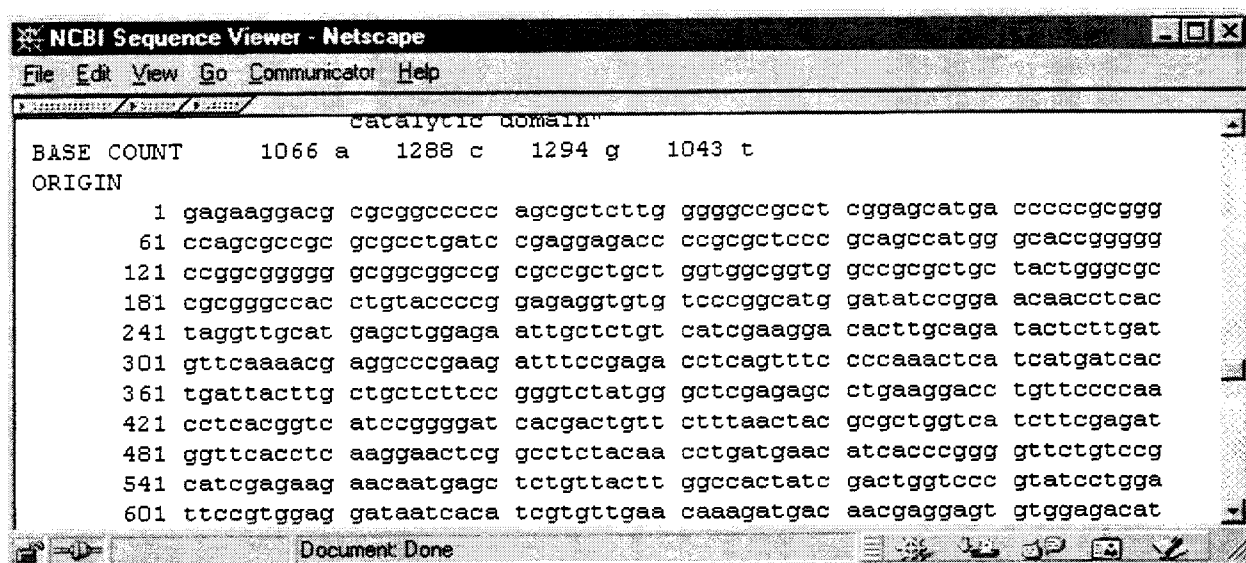 NCBI Sequence Viewer - Netscape
File Edit View Go Communicator Help
catalytic domain"
BASE COUNT 1066 a 1288 c 1294 g 1043 t
ORIGIN
1 gagaaggacg cgcggccccc agcgctcttg ggggccgcct cggagcatga cccccgcggg
61 ccagcgccgc gcgcctgatc cgaggagacc ccgcgctccc gcagccatgg gcaccggggg
121 ccggcggggg gcggcggccg cgccgctgct ggtggcggtg gccgcgctgc tactgggcgc
181 cgcgggccac ctgtaccccg gagaggtgtg tcccggcatg gatatccgga acaacctcac
241 taggttgcat gagctggaga attgctctgt catcgaagga cacttgcaga tactcttgat
301 gttcaaaacg aggcccgaag atttccgaga cctcagtttc cccaaactca tcatgatcac
361 tgattacttg ctgctcttcc gggtctatgg gctcgagagc ctgaaggacc tgttccccaa
421 cctcacggtc atccggggat cacgactgtt ctttaactac gcgctggtca tcttcgagat
481 ggttcacctc aaggaactcg gcctctacaa cctgatgaac atcacccggg gttctgtccg
541 catcgagaag aacaatgagc tctgttactt ggccactatc gactggtccc gtatcctgga
601 ttccgtggag gataatcaca tcgtgttgaa caaagatgac aacgaggagt gtggagacat
Document: Done